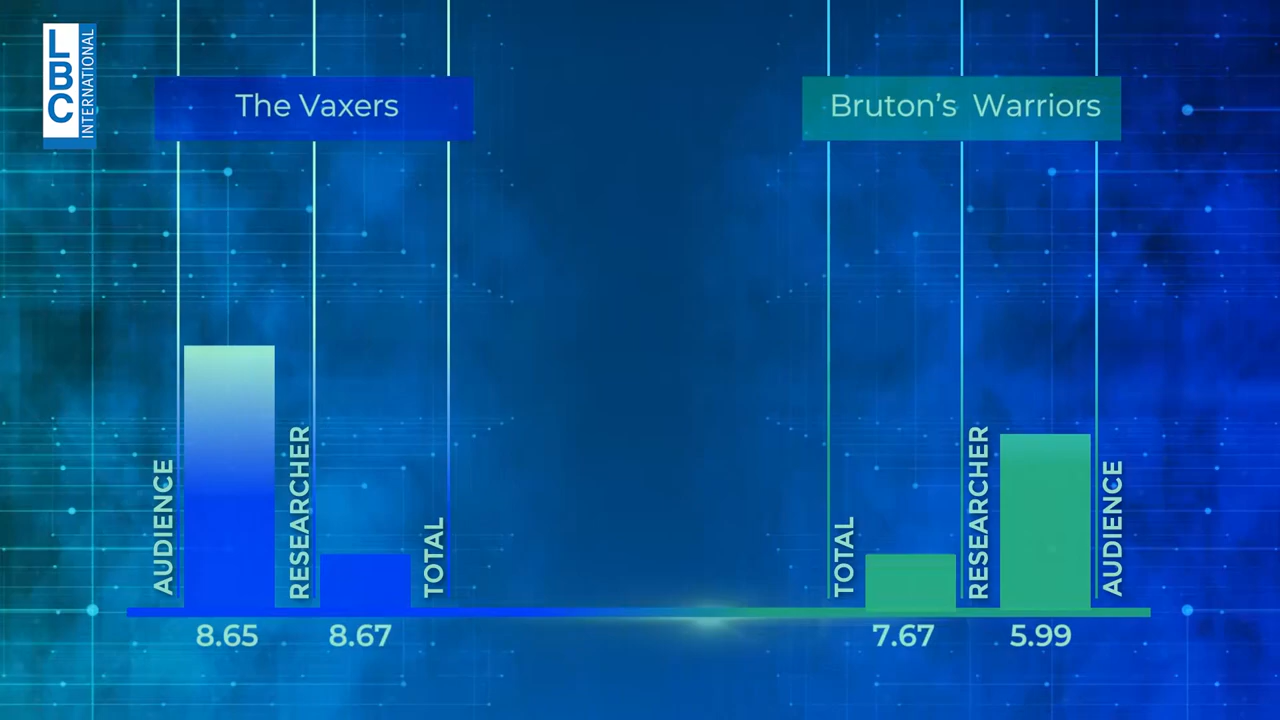 LBC
INTERNATIONAL
The Vaxers
Bruton’s Warriors
AUDIENCE
RESEARCHER
TOTAL
TOTAL
RESEARCHER
AUDIENCE
8.65
8.67
7.67
5.99